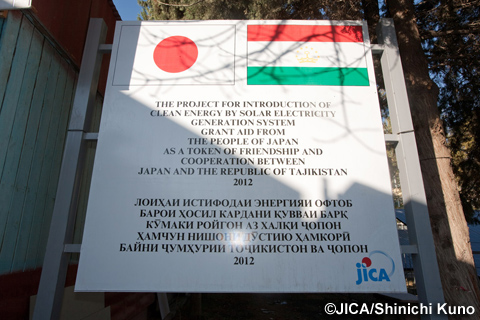 THE PROJECT FOR INTRODUCTION OF
CLEAN ENERGY BY SOLAR ELECTRICITY
GENERATION SYSTEM
GRANT AID FROM
THE PEOPLE OF JAPAN
AS A TOKEN OF FRIENDSHIP AND
COOPERATION BETWEEN
JAPAN AND THE REPUBLIC OF TAJIKISTAN
2012
ЛОИҲАИ ИСТИФОДАИ ЭНЕРГИЯИ ОФТОБ
БАРОИ ҲОСИЛ КАРДАНИ ҚУВВАИ БАРҚ
КӮМАКИ РОЙГОН АЗ ХАЛҚИ ҶОПОН
ҲАМЧУН НИШОНИ ДӮСТИЮ ҲАМКОРӢ
БАЙНИ ҶУМҲУРИИ ТОҶИКИСТОН ВА ҶОПОН
2012
jica
©JICA/Shinichi Kuno